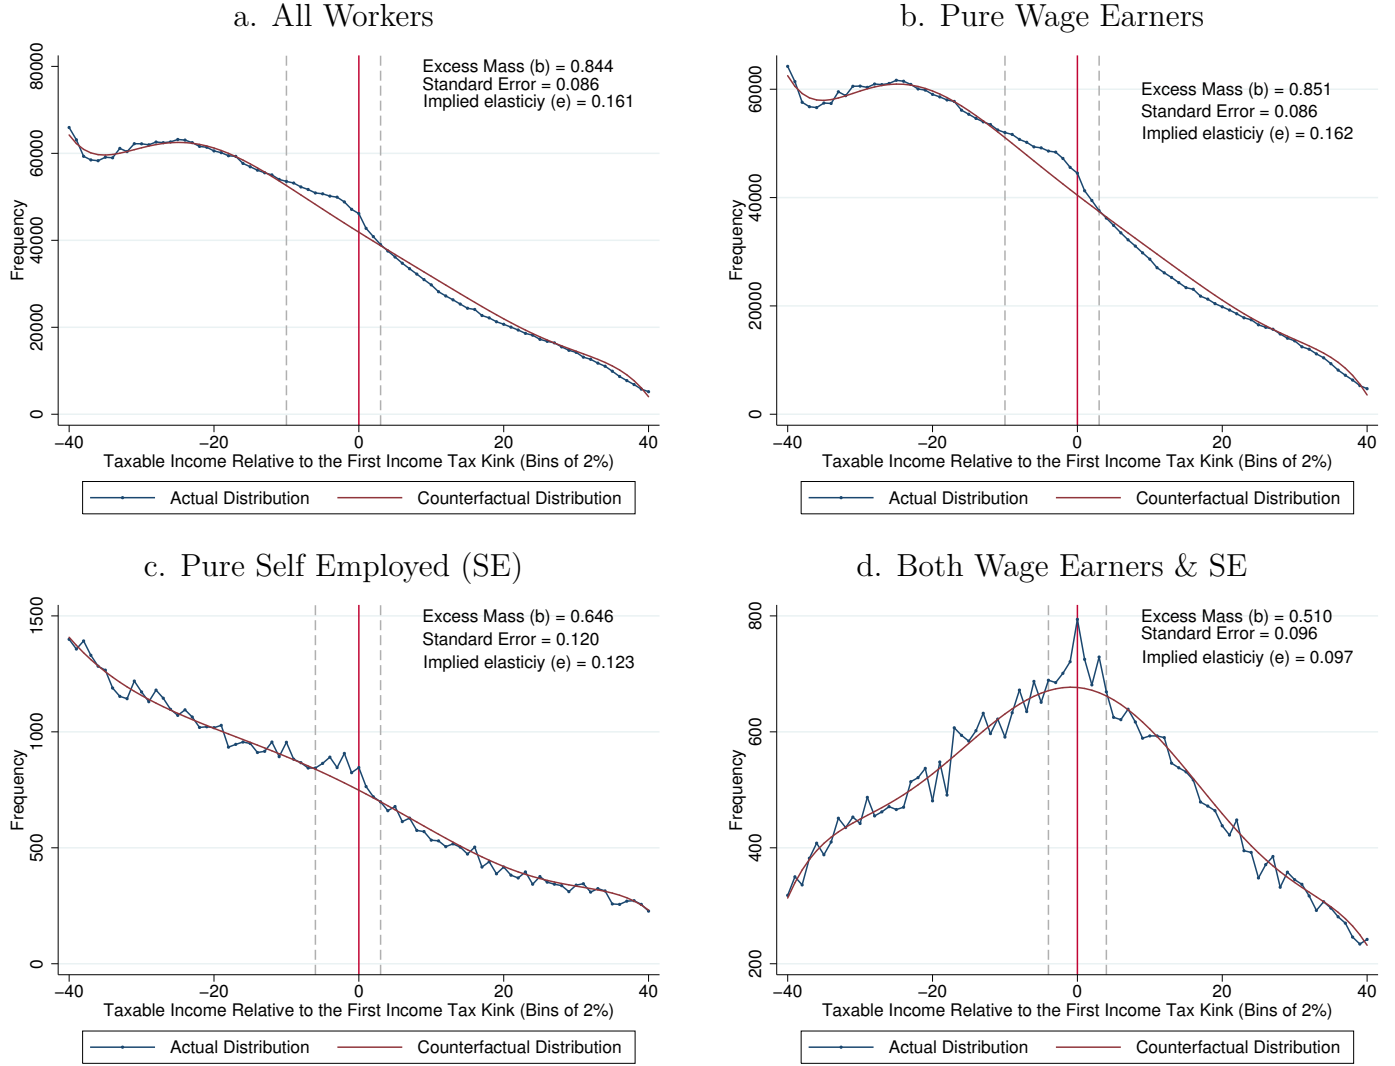 a. All Workers
Excess Mass (b) = 0.844
Standard Error = 0.086
Implied elasticiy (e) = 0.161
Frequency
80000
60000
40000
20000
0
−40
−20
0
20
40
Taxable Income Relative to the First Income Tax Kink (Bins of 2%)
Actual Distribution
Counterfactual Distribution
b. Pure Wage Earners
Excess Mass (b) = 0.851
Standard Error = 0.086
Implied elasticiy (e) = 0.162
Frequency
60000
40000
20000
0
−40
−20
0
20
40
Taxable Income Relative to the First Income Tax Kink (Bins of 2%)
Actual Distribution
Counterfactual Distribution
c. Pure Self Employed (SE)
Excess Mass (b) = 0.646
Standard Error = 0.120
Implied elasticiy (e) = 0.123
Frequency
1500
1000
500
0
−40
−20
0
20
40
Taxable Income Relative to the First Income Tax Kink (Bins of 2%)
Actual Distribution
Counterfactual Distribution
d. Both Wage Earners & SE
Excess Mass (b) = 0.510
Standard Error = 0.096
Implied elasticiy (e) = 0.097
Frequency
800
600
400
200
−40
−20
0
20
40
Taxable Income Relative to the First Income Tax Kink (Bins of 2%)
Actual Distribution
Counterfactual Distribution